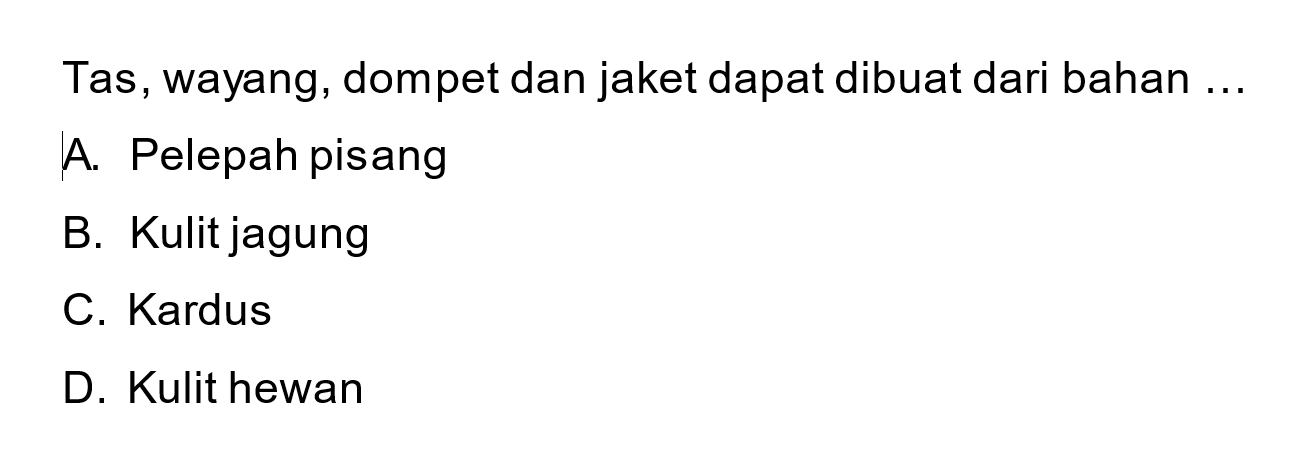 Tas, wayang, dompet dan jaket dapat dibuat dari bahan ...
A. Pelepah pisang
B. Kulit jagung
C. Kardus
D. Kulit hewan